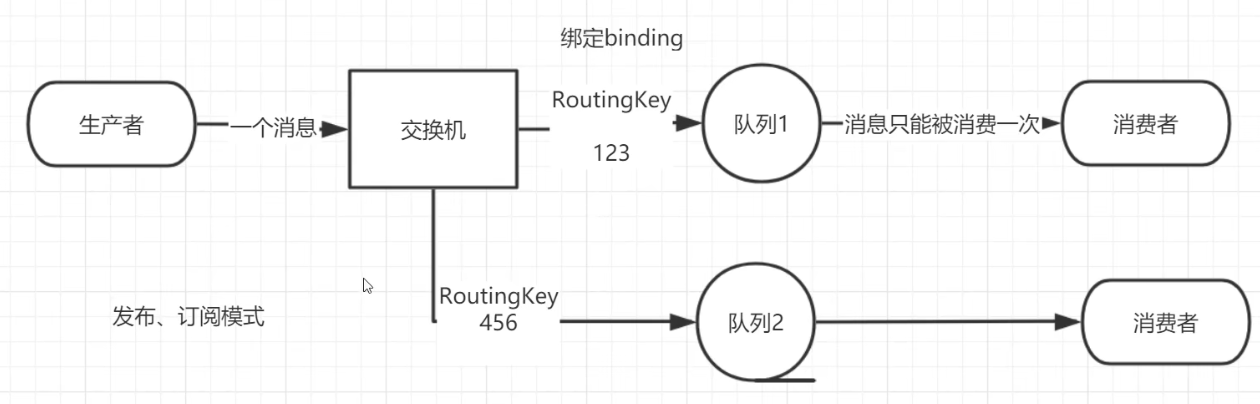 绑定binding
生产者
一个消息
交换机
RoutingKey
123
队列1
消息只能被消费一次
消费者
发布、订阅模式
RoutingKey
456
队列2
消费者